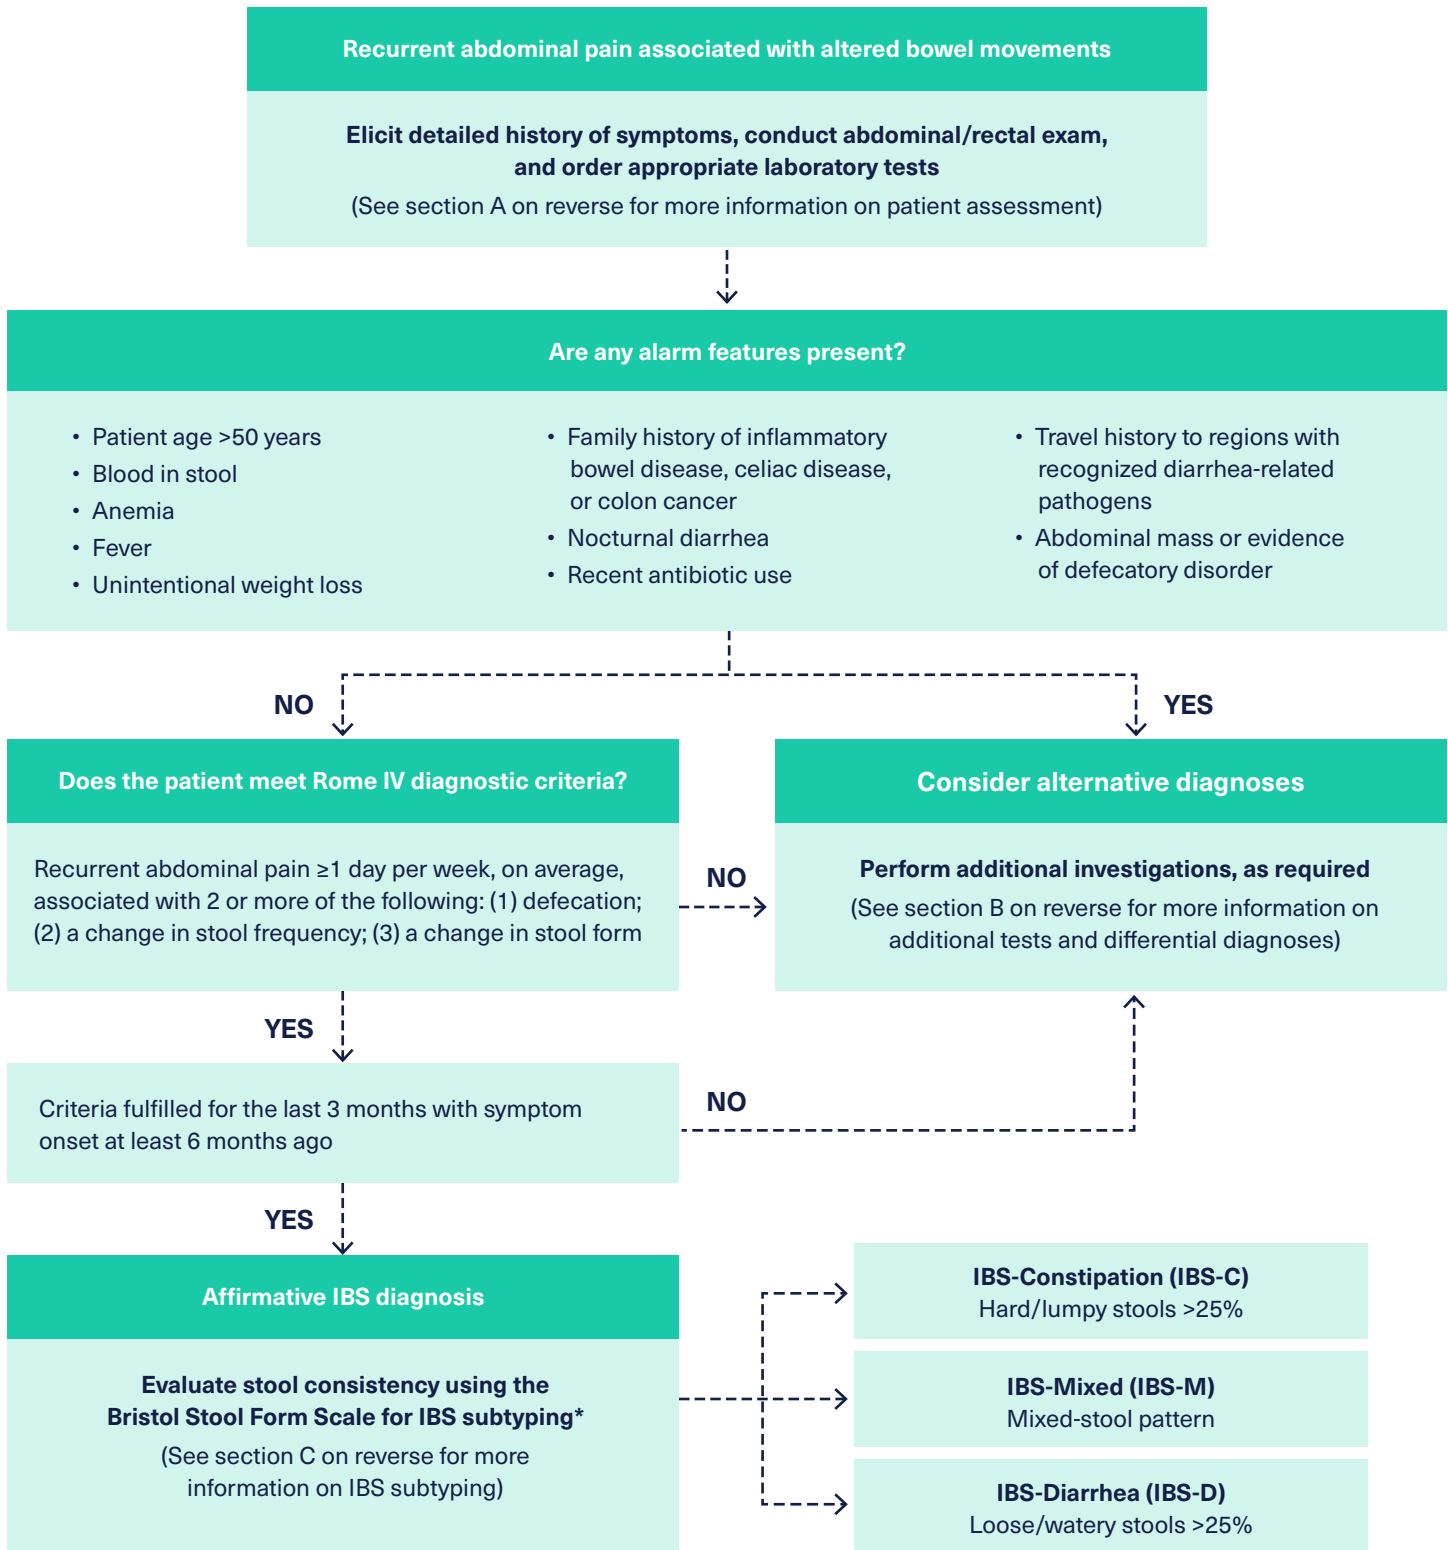 Recurrent abdominal pain associated with altered bowel movements
Elicit detailed history of symptoms, conduct abdominal/rectal exam,
and order appropriate laboratory tests
(See section A on reverse for more information on patient assessment)
Are any alarm features present?
• Patient age >50 years
• Blood in stool
• Anemia
• Fever
• Unintentional weight loss
• Family history of inflammatory
bowel disease, celiac disease,
or colon cancer
• Nocturnal diarrhea
• Recent antibiotic use
• Travel history to regions with
recognized diarrhea-related
pathogens
• Abdominal mass or evidence
of defecatory disorder
NO
YES
Does the patient meet Rome IV diagnostic criteria?
Recurrent abdominal pain ≥1 day per week, on average,
associated with 2 or more of the following: (1) defecation;
(2) a change in stool frequency; (3) a change in stool form
NO
Consider alternative diagnoses
Perform additional investigations, as required
(See section B on reverse for more information on
additional tests and differential diagnoses)
YES
Criteria fulfilled for the last 3 months with symptom
onset at least 6 months ago
NO
YES
Affirmative IBS diagnosis
Evaluate stool consistency using the
Bristol Stool Form Scale for IBS subtyping*
(See section C on reverse for more
information on IBS subtyping)
IBS-Constipation (IBS-C)
Hard/lumpy stools >25%
IBS-Mixed (IBS-M)
Mixed-stool pattern
IBS-Diarrhea (IBS-D)
Loose/watery stools >25%